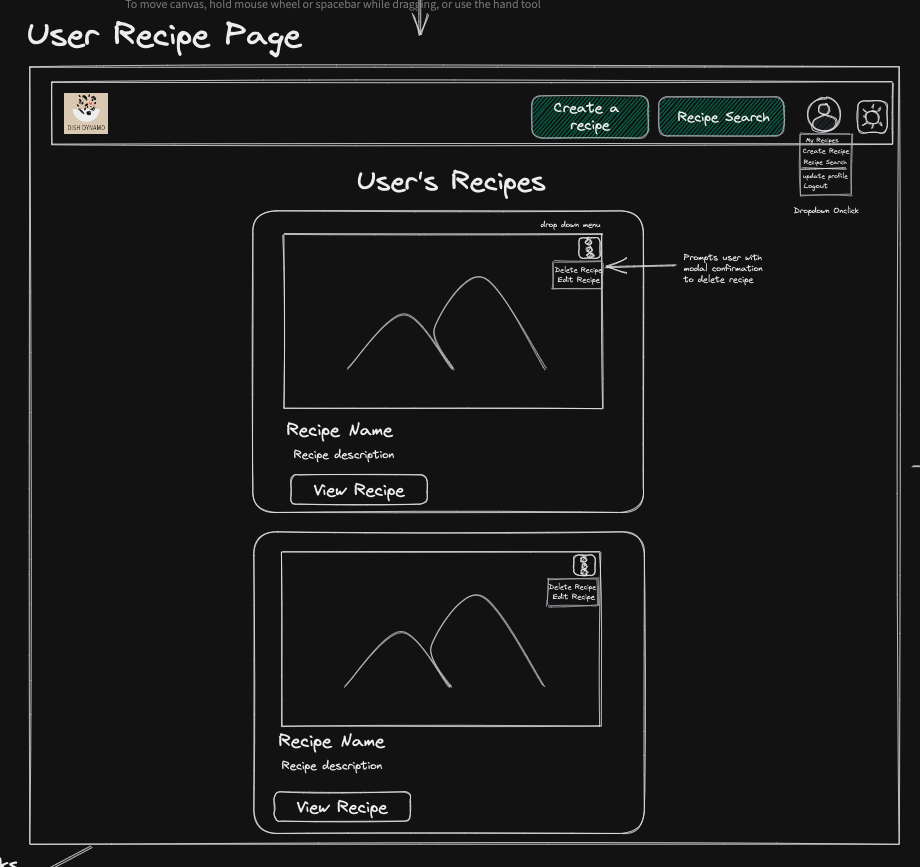 To move canvas, hold mouse wheel or spacebar while dragging, or use the hand tool
User Recipe Page
DISH DYNAMO
Create a
recipe
Recipe Search
My Recipes
Create Recipe
Recipe Search
update profile
Logout
Dropdown Onclick
User's Recipes
drop down menu
Delete Recipe
Edit Recipe
Prompts user with
modal confirmation
to delete recipe
Recipe Name
Recipe description
View Recipe
Delete Recipe
Edit Recipe
Recipe Name
Recipe description
View Recipe